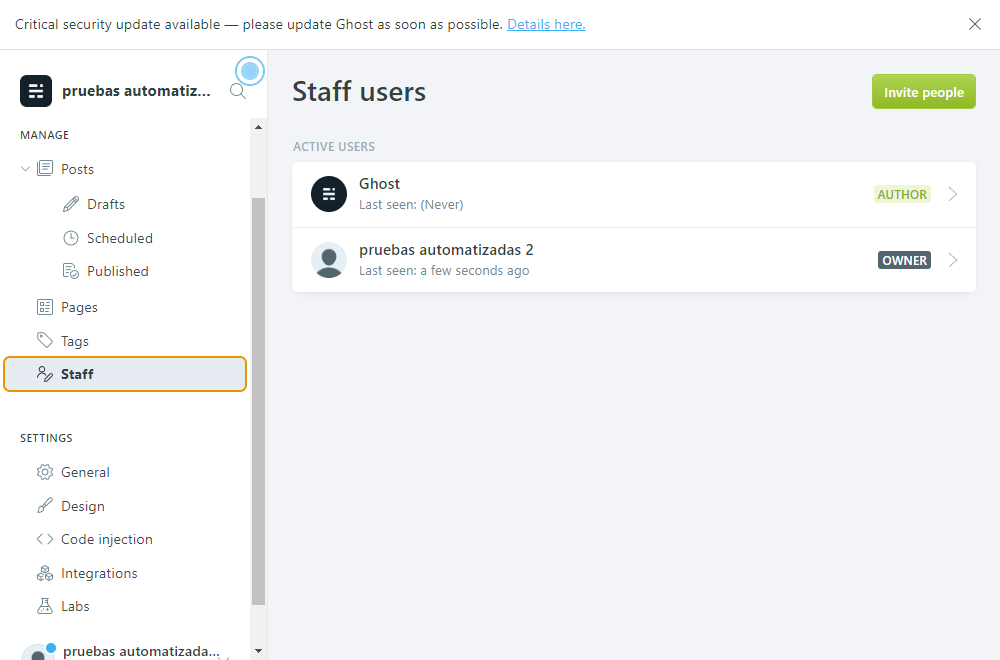 Critical security update available — please update Ghost as soon as possible. Details here.
pruebas automatiz...
MANAGE
Posts
Drafts
Scheduled
Published
Pages
Tags
Staff
SETTINGS
General
Design
Code injection
Integrations
Labs
pruebas automatizada...
Staff users
Invite people
ACTIVE USERS
Ghost
Last seen: (Never)
AUTHOR
pruebas automatizadas 2
Last seen: a few seconds ago
OWNER